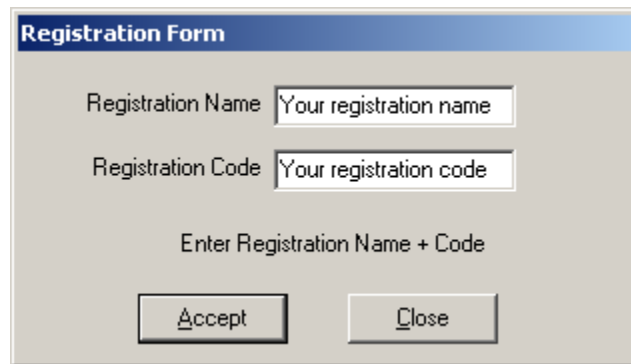 Registration Form
Registration Name Your registration name
Registration Code Your registration code
Enter Registration Name + Code
Accept Close